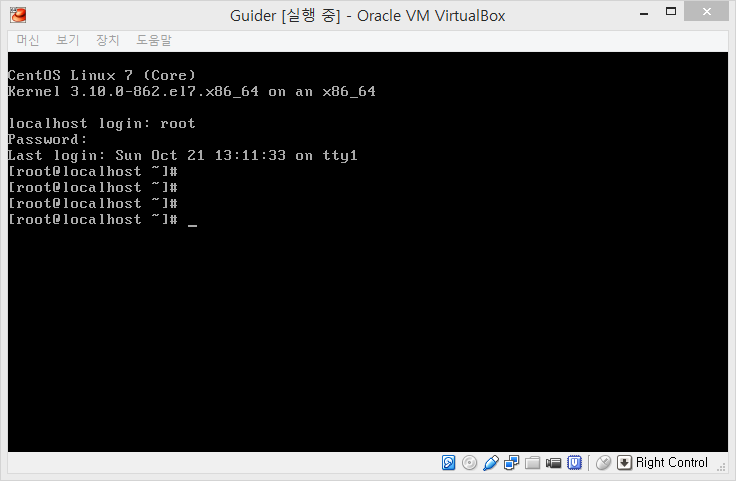 Guider [실행 중] - Oracle VM VirtualBox
머신 보기 장치 도움말
CentOS Linux 7 (Core)
Kernel 3.10.0-862.el7.x86_64 on an x86_64
localhost login: root
Password:
Last login: Sun Oct 21 13:11:33 on tty1
[root@localhost ~]#
[root@localhost ~]#
[root@localhost ~]#
[root@localhost ~]# _
Right Control